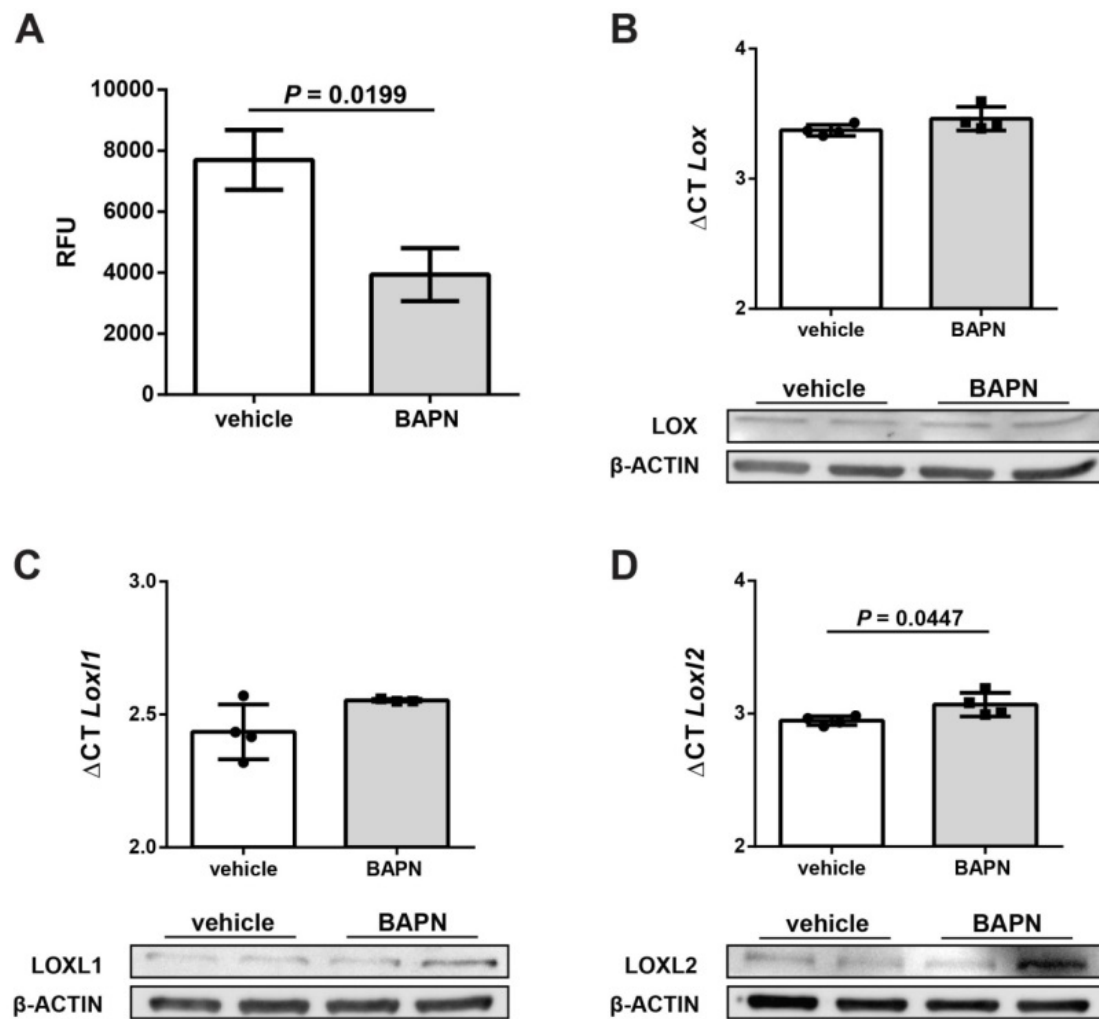 A
10000
8000
6000
4000
2000
0
RFU
P = 0.0199
vehicle
BAPN
B
4
3
2
ΔCT Lox
vehicle
BAPN
vehicle BAPN
LOX
β-ACTIN
C
3.0
2.5
2.0
ΔCT Loxl1
vehicle
BAPN
vehicle BAPN
LOXL1
β-ACTIN
D
4
3
2
ΔCT Loxl2
P = 0.0447
vehicle
BAPN
vehicle BAPN
LOXL2
β-ACTIN